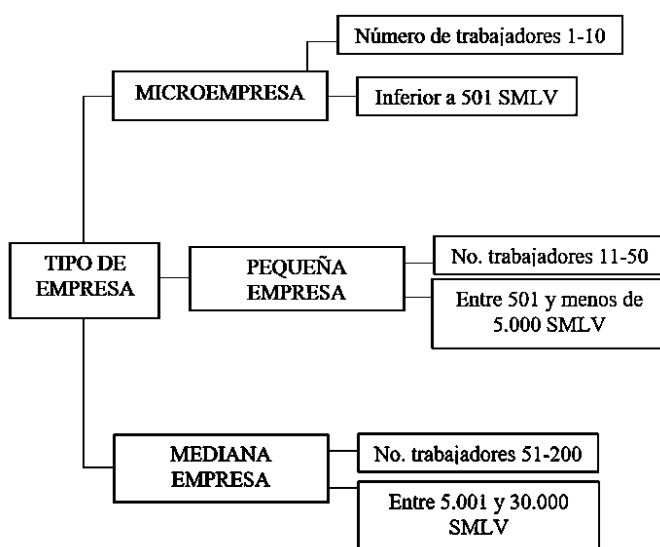 Número de trabajadores 1-10
MICROEMPRESA
Inferior a 501 SMLV
TIPO DE
EMPRESA
PEQUEÑA
EMPRESA
No. trabajadores 11-50
Entre 501 y menos de
5.000 SMLV
MEDIANA
EMPRESA
No. trabajadores 51-200
Entre 5.001 y 30.000
SMLV